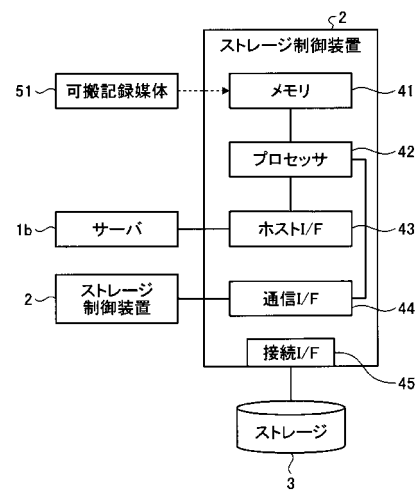 2
ストレージ制御装置
51
可搬記録媒体
メモリ
41
プロセッサ
42
1b
サーバ
ホストI/F
43
2
ストレージ
制御装置
通信I/F
44
接続I/F
45
ストレージ
3